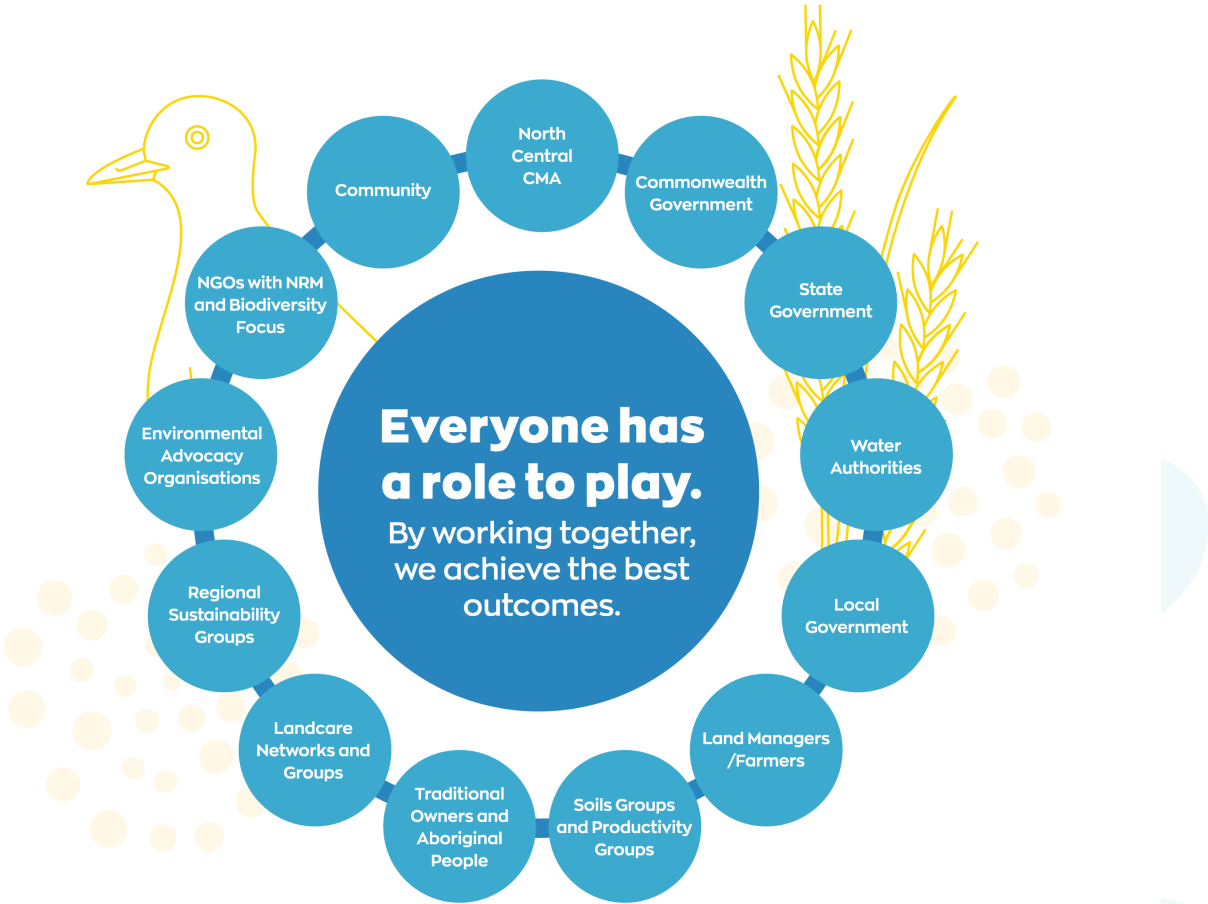 North
Central
CMA
Commonwealth
Government
State
Government
Water
Authorities
Local
Government
Land Managers
/Farmers
Soils Groups
and Productivity
Groups
Traditional
Owners and
Aboriginal
People
Landcare
Networks and
Groups
Regional
Sustainability
Groups
Environmental
Advocacy
Organisations
NGOs with NRM
and Biodiversity
Focus
Community
Everyone has
a role to play.
By working together,
we achieve the best
outcomes.